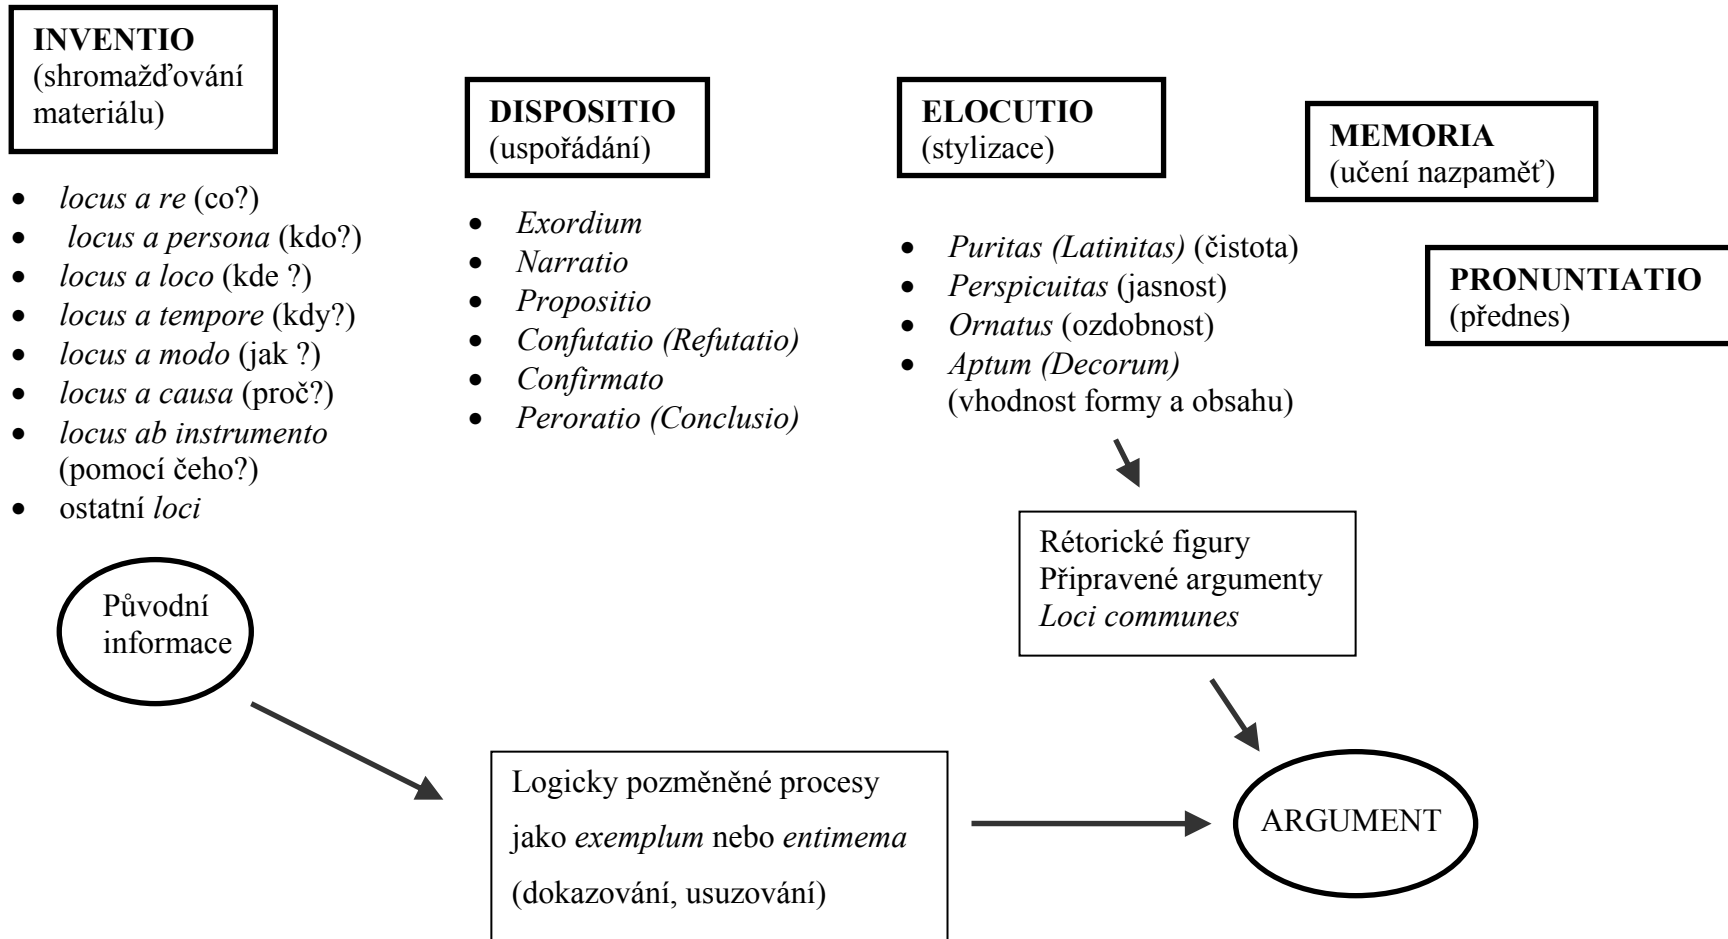 INVENTIO
(shromažďování
materiálu)
• locus a re (co?)
• locus a persona (kdo?)
• locus a loco (kde ?)
• locus a tempore (kdy?)
• locus a modo (jak ?)
• locus a causa (proč?)
• locus ab instrumento
(pomocí čeho?)
• ostatní loci
DISPOSITIO
(uspořádání)
• Exordium
• Narratio
• Propositio
• Confutatio (Refutatio)
• Confirmato
• Peroratio (Conclusio)
ELOCUTIO
(stylizace)
• Puritas (Latinitas) (čistota)
• Perspicuitas (jasnost)
• Ornatus (ozdobnost)
• Aptum (Decorum)
(vhodnost formy a obsahu)
MEMORIA
(učení nazpaměť)
PRONUNTIATIO
(přednes)
Rétorické figury
Připravené argumenty
Loci communes
Původní
informace
Logicky pozměněné procesy
jako exemplum nebo entimema
(dokazování, usuzování)
ARGUMENT